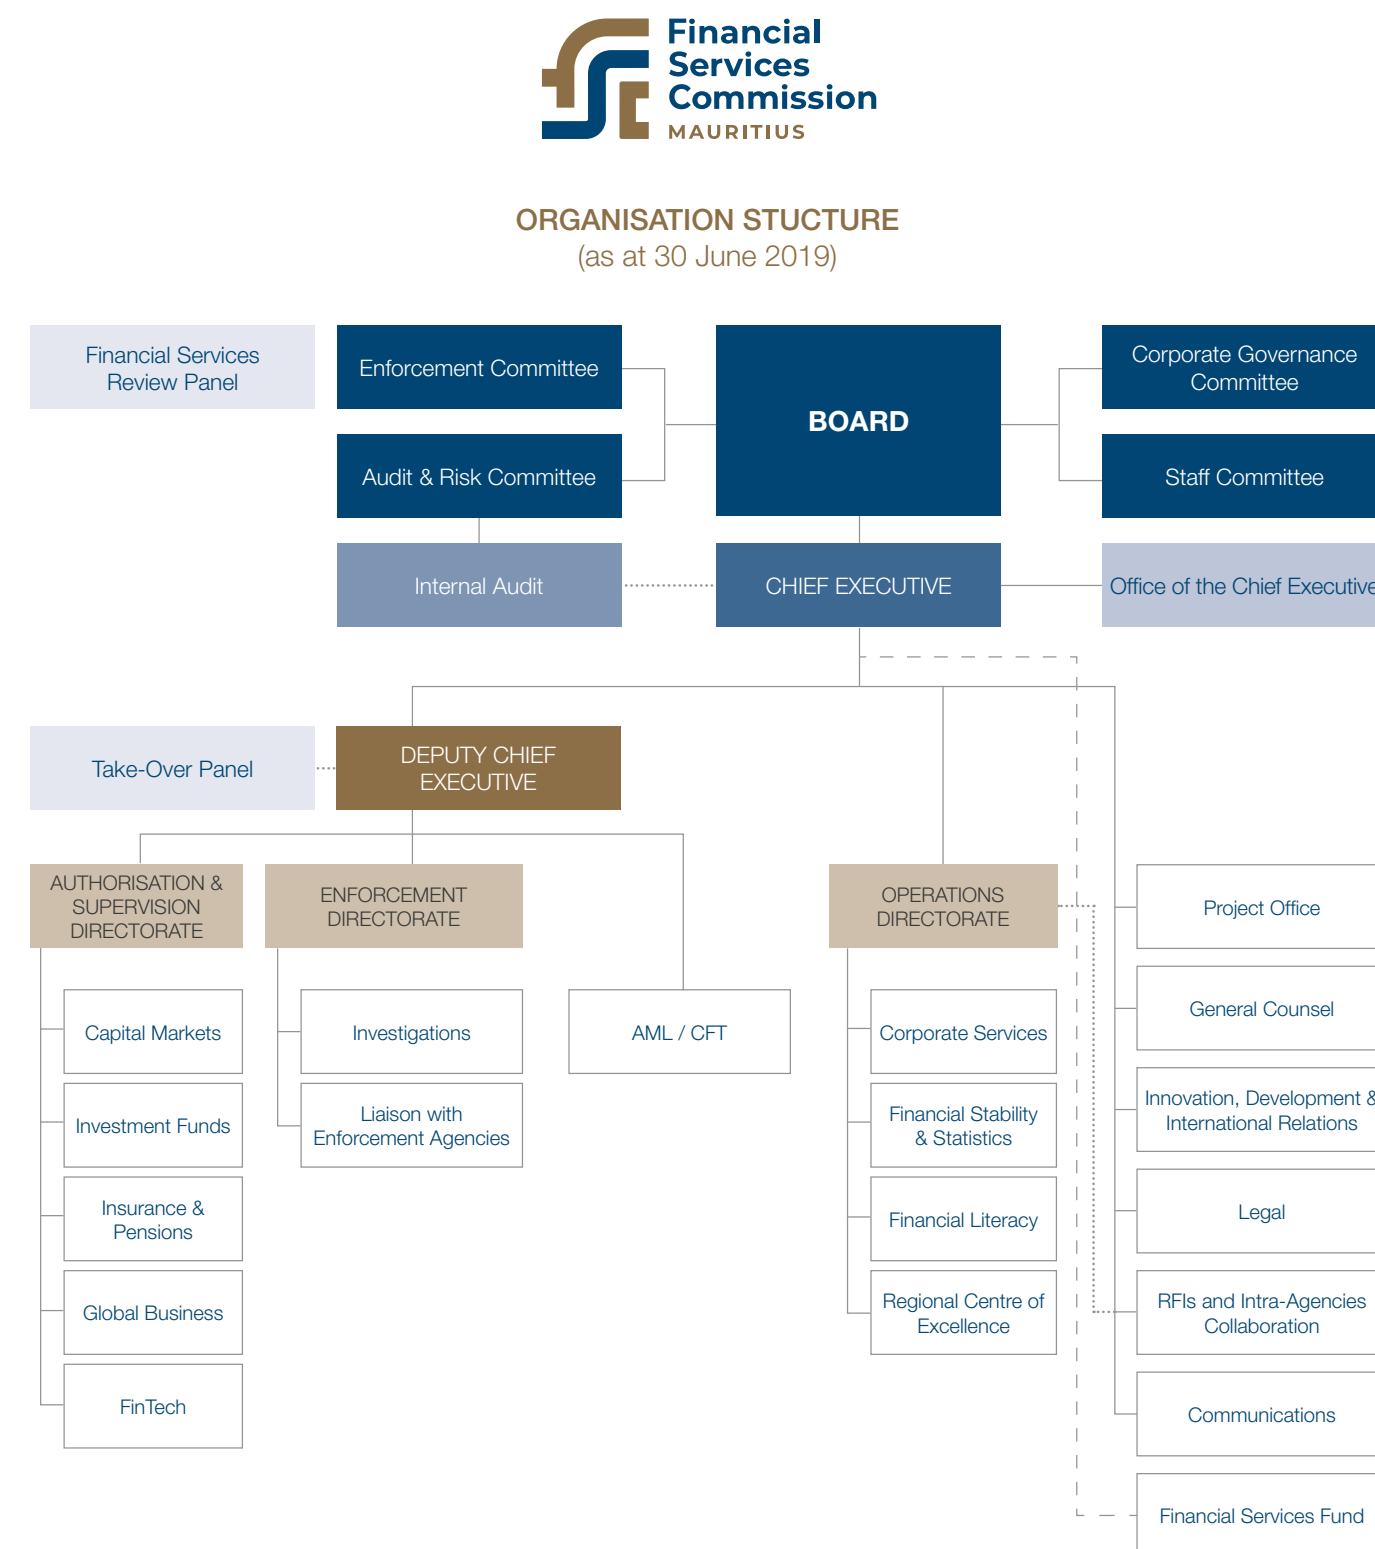 Financial
Services
Commission
MAURITIUS
ORGANISATION STUCTURE
(as at 30 June 2019)
Financial Services
Review Panel
Enforcement Committee
BOARD
Corporate Governance
Committee
Audit & Risk Committee
Staff Committee
Internal Audit
CHIEF EXECUTIVE
Office of the Chief Executive
Take-Over Panel
DEPUTY CHIEF
EXECUTIVE
AUTHORISATION &
SUPERVISION
DIRECTORATE
ENFORCEMENT
DIRECTORATE
OPERATIONS
DIRECTORATE
Capital Markets
Investment Funds
Insurance &
Pensions
Global Business
FinTech
Investigations
Liaison with
Enforcement Agencies
AML / CFT
Corporate Services
Financial Stability
& Statistics
Financial Literacy
Regional Centre of
Excellence
Project Office
General Counsel
Innovation, Development &
International Relations
Legal
RFIs and Intra-Agencies
Collaboration
Communications
Financial Services Fund